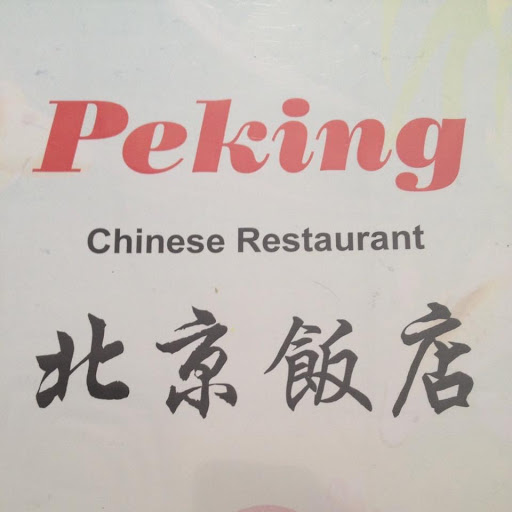 Peking
Chinese Restaurant
北京飯店